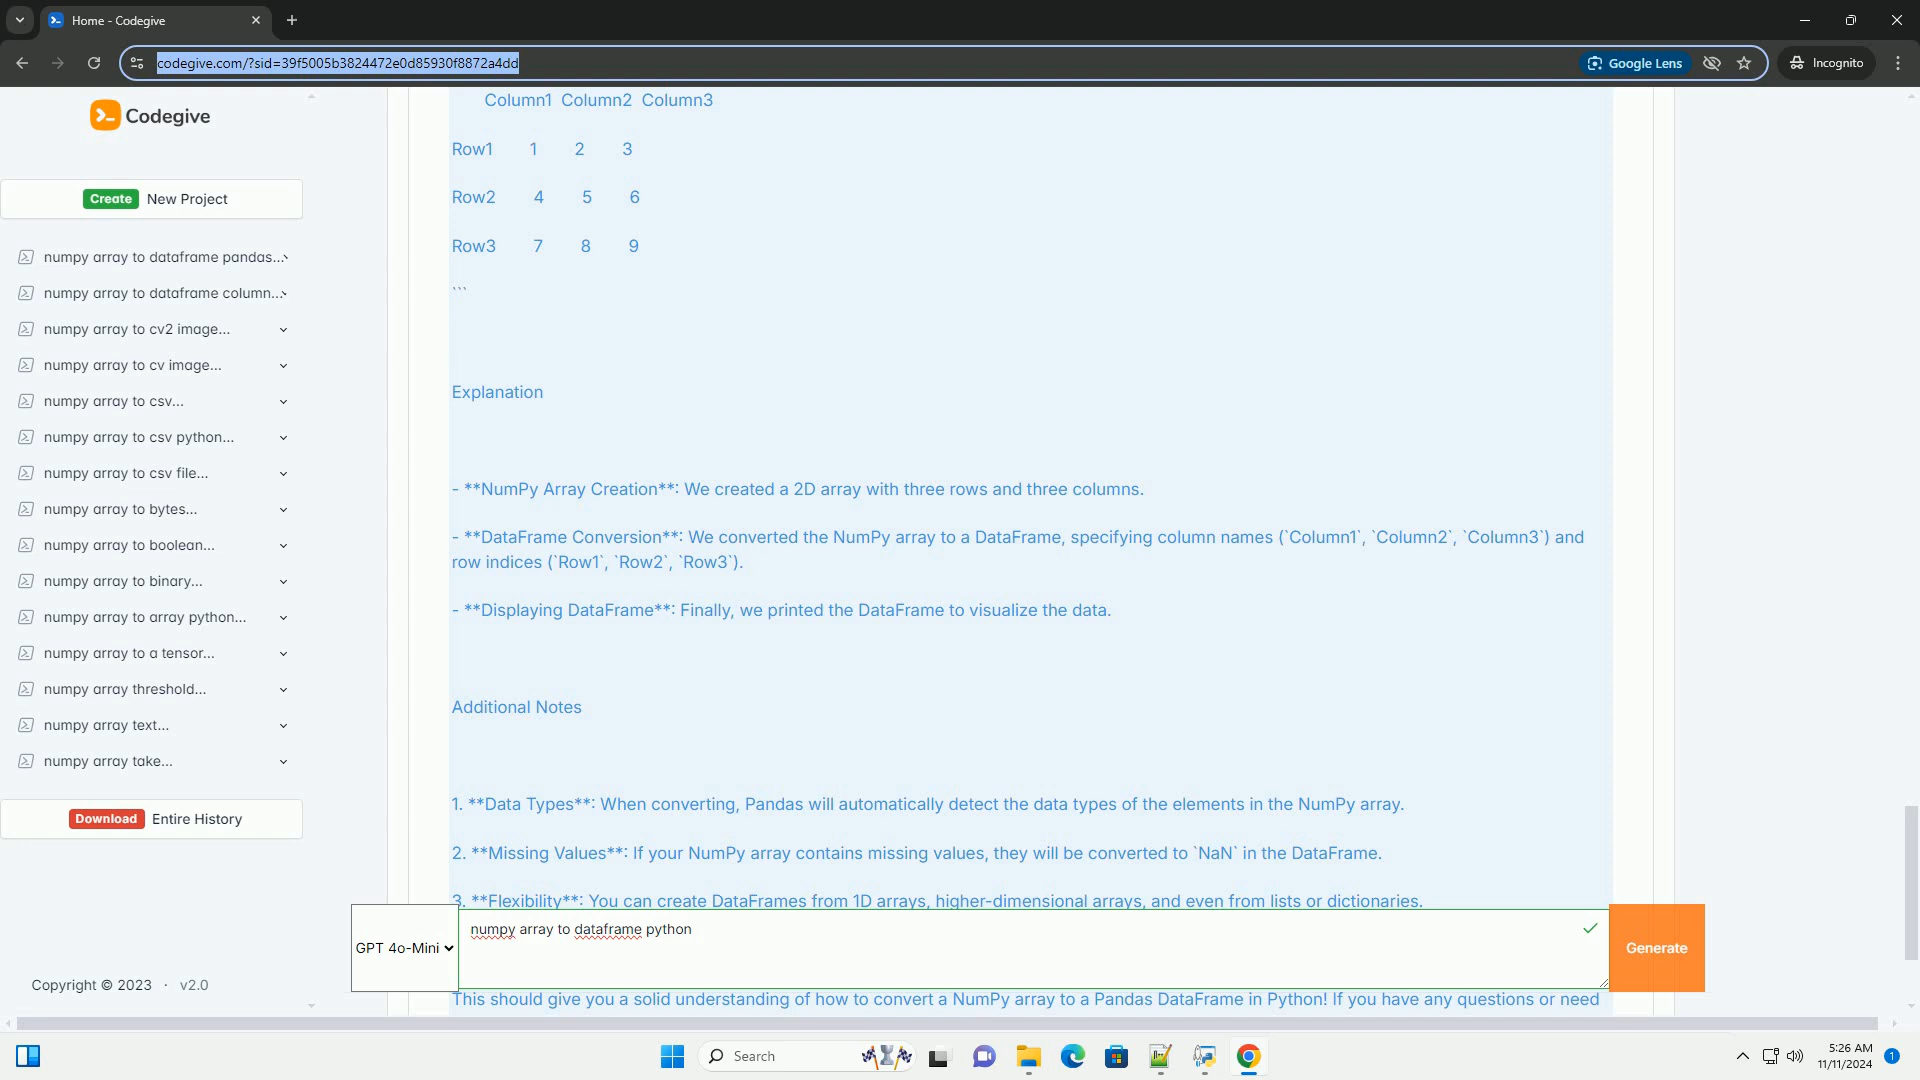 Home - Codegive
codegive.com/?sid=39f5005b3824472e0d85930f8872a4dd
Google Lens
Incognito
Codegive
Create New Project
numpy array to dataframe pandas...
numpy array to dataframe column...
numpy array to cv2 image...
numpy array to cv image...
numpy array to csv...
numpy array to csv python...
numpy array to csv file...
numpy array to bytes...
numpy array to boolean...
numpy array to binary...
numpy array to array python...
numpy array to a tensor...
numpy array threshold...
numpy array text...
numpy array take...
Download Entire History
Copyright © 2023 · v2.0
Column1 Column2 Column3
Row1 1 2 3
Row2 4 5 6
Row3 7 8 9
```
Explanation
- **NumPy Array Creation**: We created a 2D array with three rows and three columns.
- **DataFrame Conversion**: We converted the NumPy array to a DataFrame, specifying column names (`Column1`, `Column2`, `Column3`) and
row indices (`Row1`, `Row2`, `Row3`).
- **Displaying DataFrame**: Finally, we printed the DataFrame to visualize the data.
Additional Notes
1. **Data Types**: When converting, Pandas will automatically detect the data types of the elements in the NumPy array.
2. **Missing Values**: If your NumPy array contains missing values, they will be converted to `NaN` in the DataFrame.
3. **Flexibility**: You can create DataFrames from 1D arrays, higher-dimensional arrays, and even from lists or dictionaries.
GPT 4o-Mini
numpy array to dataframe python
Generate
This should give you a solid understanding of how to convert a NumPy array to a Pandas DataFrame in Python! If you have any questions or need
Search
5:26 AM
11/11/2024
1